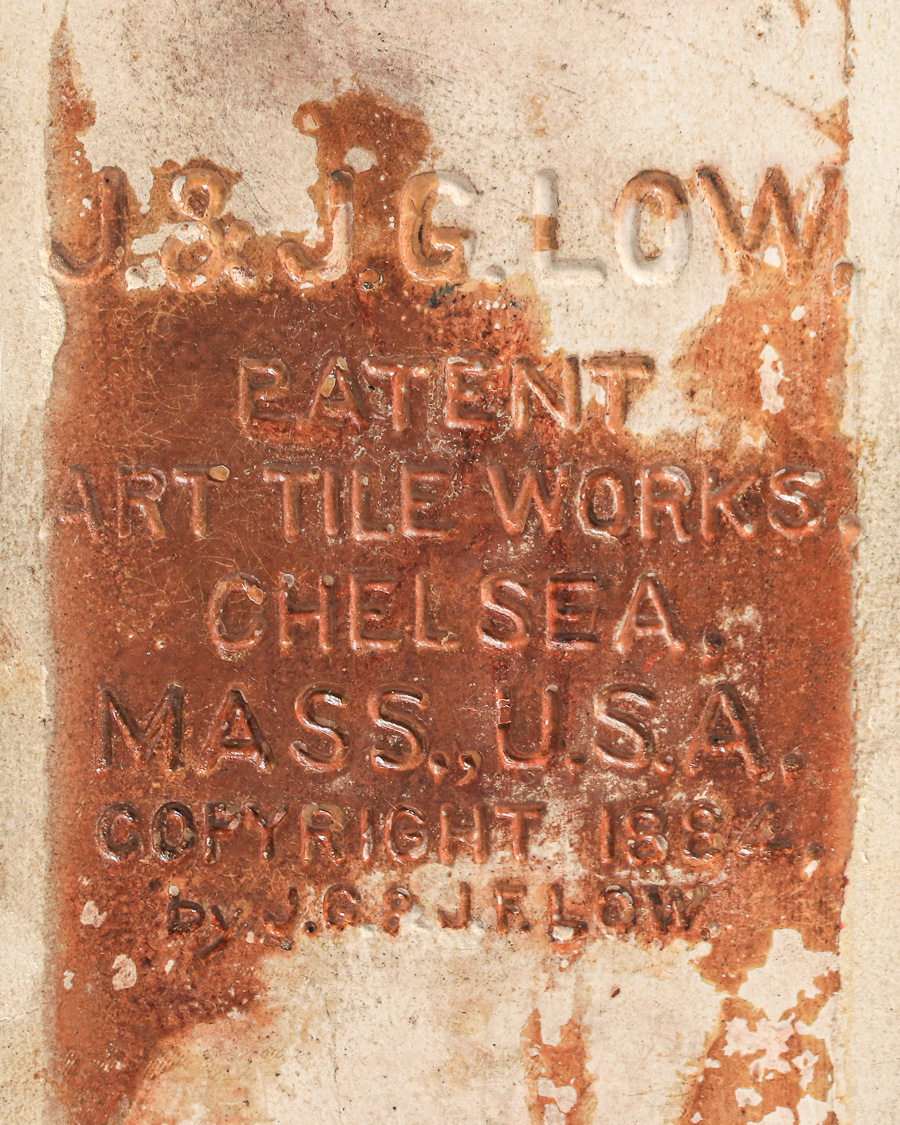 J. & J.G. LOW.
PATENT
ART TILE WORKS,
CHELSEA,
MASS., U.S.A.
COPYRIGHT 1884,
by J.G. & J.F. LOW.